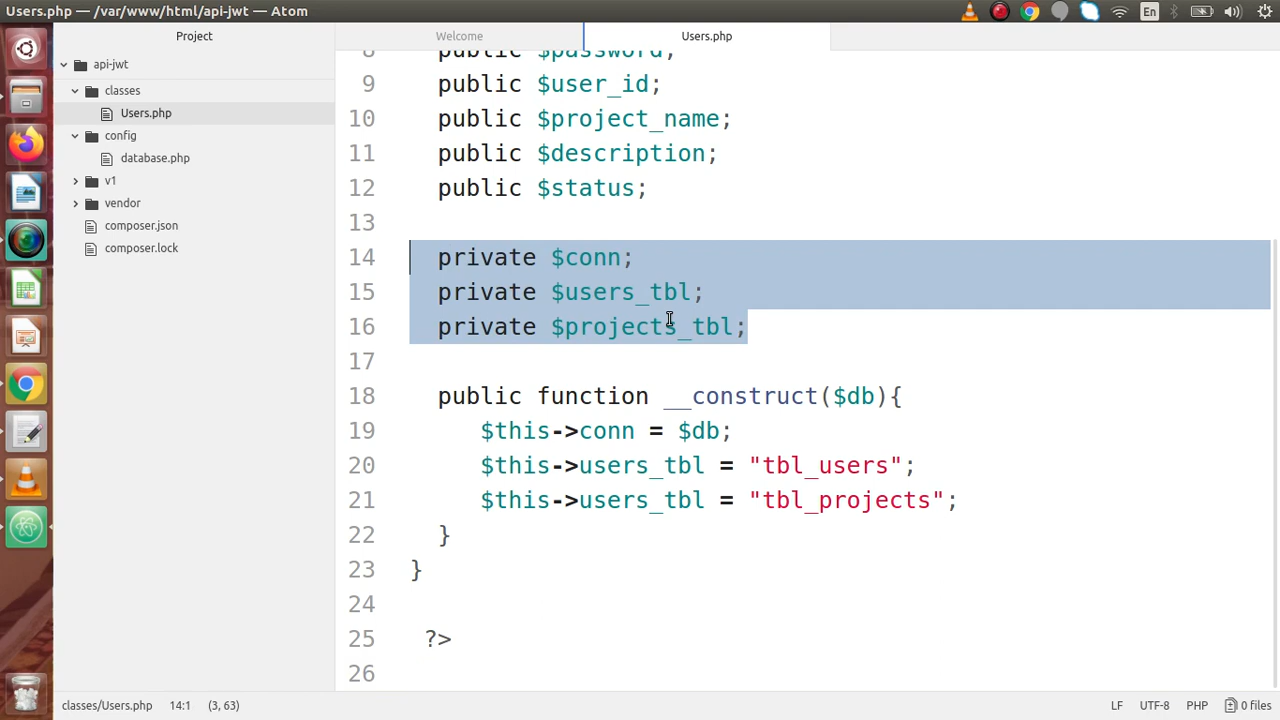 Users.php — /var/www/html/api-jwt — Atom
En
Project
Welcome
Users.php
api-jwt
classes
Users.php
config
database.php
v1
vendor
composer.json
composer.lock
8 public $password;
9 public $user_id;
10 public $project_name;
11 public $description;
12 public $status;
13
14 private $conn;
15 private $users_tbl;
16 private $projects_tbl;
17
18 public function __construct($db){
19 $this->conn = $db;
20 $this->users_tbl = "tbl_users";
21 $this->users_tbl = "tbl_projects";
22 }
23 }
24
25 ?>
26
classes/Users.php 14:1 (3, 63)
LF UTF-8 PHP 0 files